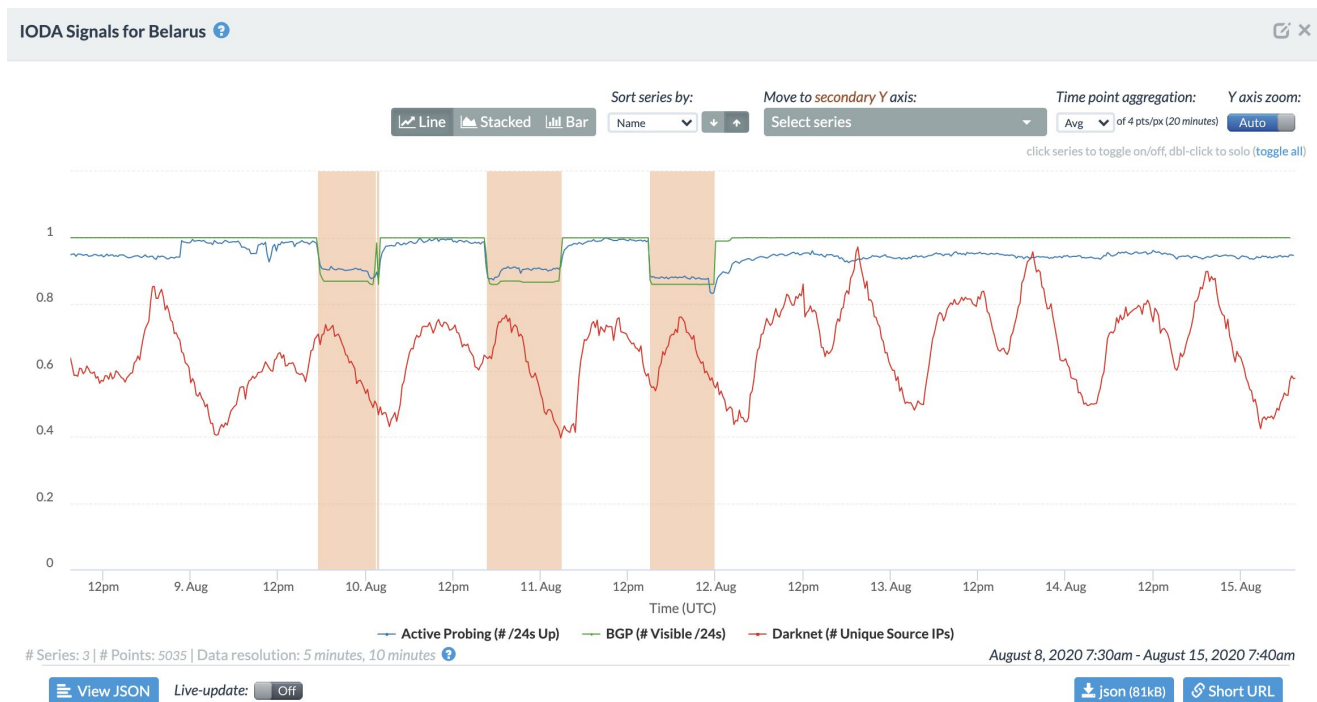 IODA Signals for Belarus ?
Sort series by: Move to secondary Y axis: Time point aggregation: Y axis zoom:
Line Stacked Bar Name Select series Avg of 4 pts/px (20 minutes) Auto
click series to toggle on/off, dbl-click to solo (toggle all)
1
0.8
0.6
0.4
0.2
0
12pm 9. Aug 12pm 10. Aug 12pm 11. Aug 12pm 12. Aug 12pm 13. Aug 12pm 14. Aug 12pm 15. Aug
Time (UTC)
Active Probing (# /24s Up) BGP (# Visible /24s) Darknet (# Unique Source IPs)
# Series: 3 | # Points: 5035 | Data resolution: 5 minutes, 10 minutes ? August 8, 2020 7:30am - August 15, 2020 7:40am
View JSON Live-update: Off json (81kB) Short URL